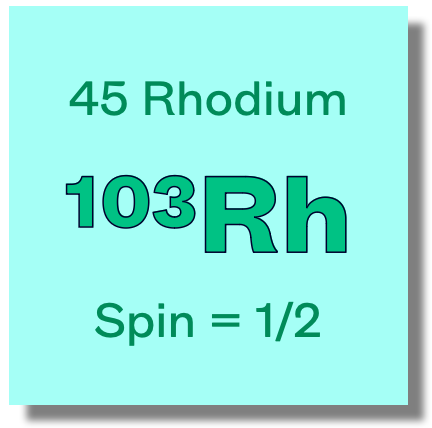 45 Rhodium
¹⁰³Rh
Spin = 1/2